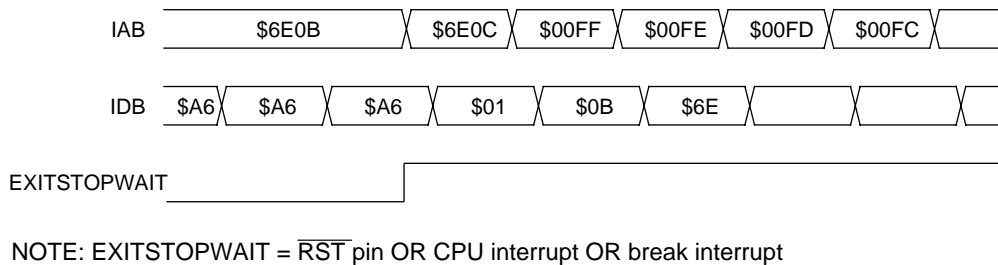 IAB $6E0B $6E0C $00FF $00FE $00FD $00FC
IDB $A6 $A6 $A6 $01 $0B $6E
EXITSTOPWAIT
NOTE: EXITSTOPWAIT = RST pin OR CPU interrupt OR break interrupt